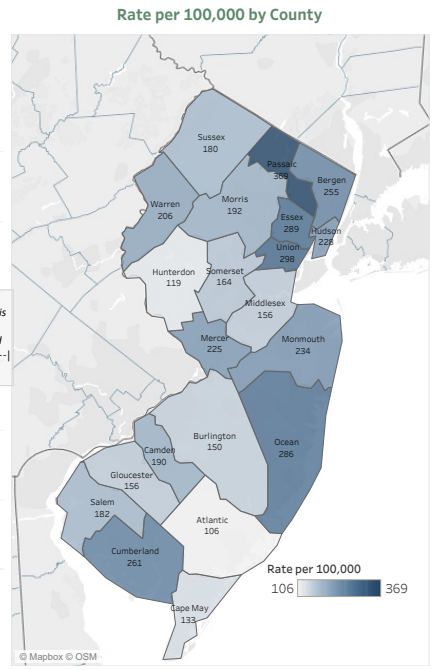 Rate per 100,000 by County
Sussex
180
Passaic
369
Bergen
255
Warren
206
Morris
192
Essex
289
Hudson
228
Union
298
Hunterdon
119
Somerset
164
Middlesex
156
is
Mercer
225
Monmouth
234
--|
Burlington
150
Ocean
286
Camden
190
Gloucester
156
Salem
182
Atlantic
106
Cumberland
261
Rate per 100,000
106 369
Cape May
133
© Mapbox © OSM